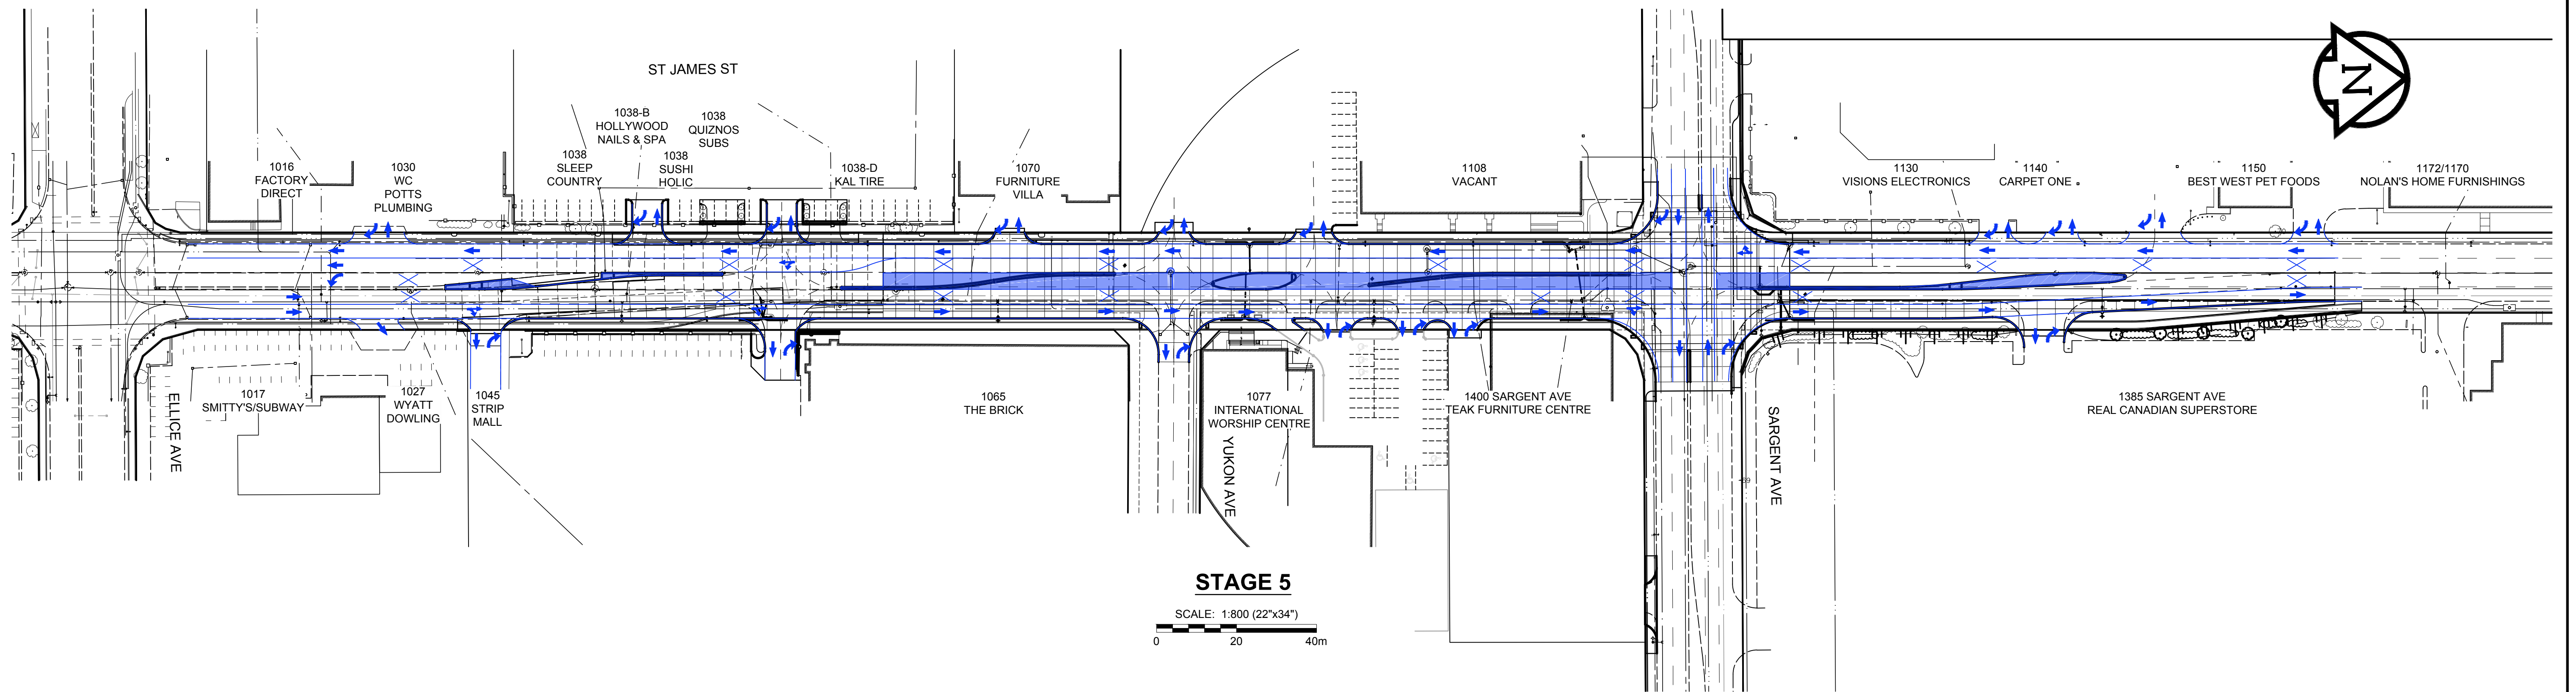 ST JAMES ST
1038-B
HOLLYWOOD
NAILS & SPA
1038
QUIZNOS
SUBS
1016
FACTORY
DIRECT
1030
WC
POTTS
PLUMBING
1038
SLEEP
COUNTRY
1038
SUSHI
HOLIC
1038-D
KAL TIRE
1070
FURNITURE
VILLA
1108
VACANT
1130
VISIONS ELECTRONICS
1140
CARPET ONE
1150
BEST WEST PET FOODS
1172/1170
NOLAN'S HOME FURNISHINGS
N
ELLICE AVE
1017
SMITTY'S/SUBWAY
1027
WYATT
DOWLING
1045
STRIP
MALL
1065
THE BRICK
1077
INTERNATIONAL
WORSHIP CENTRE
YUKON AVE
1400 SARGENT AVE
TEAK FURNITURE CENTRE
SARGENT AVE
1385 SARGENT AVE
REAL CANADIAN SUPERSTORE
STAGE 5
SCALE: 1:800 (22"x34")
0 20 40m